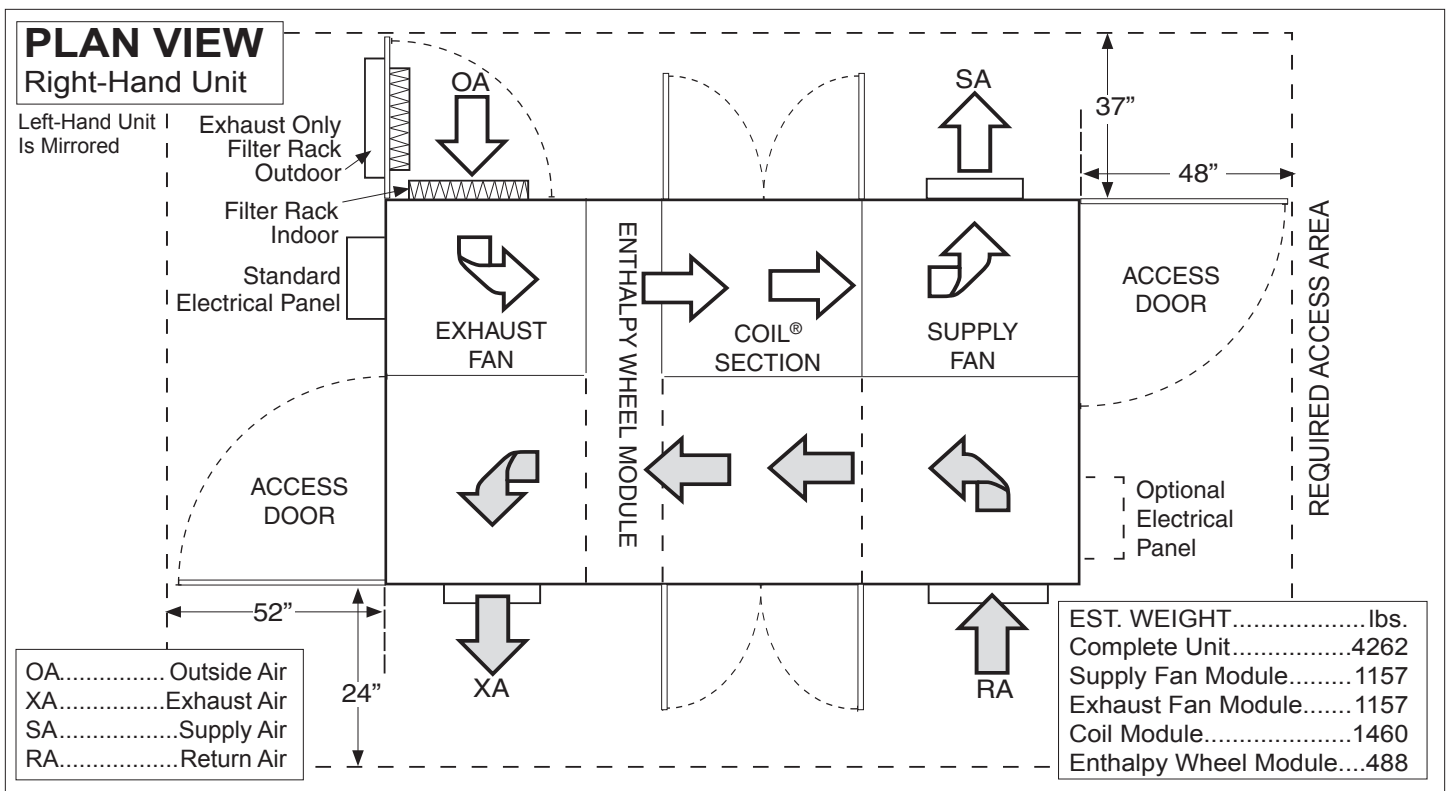 PLAN VIEW
Right-Hand Unit
Left-Hand Unit
Is Mirrored
Exhaust Only
Filter Rack
Outdoor
OA
SA
37”
48”
Filter Rack
Indoor
Standard
Electrical Panel
EXHAUST
FAN
ENTHALPY WHEEL MODULE
COIL®
SECTION
SUPPLY
FAN
ACCESS
DOOR
REQUIRED ACCESS AREA
ACCESS
DOOR
Optional
Electrical
Panel
52”
24”
XA
RA
OA................Outside Air
XA.................Exhaust Air
SA..................Supply Air
RA..................Return Air
EST. WEIGHT...................lbs.
Complete Unit.................4262
Supply Fan Module.........1157
Exhaust Fan Module.......1157
Coil Module.....................1460
Enthalpy Wheel Module....488